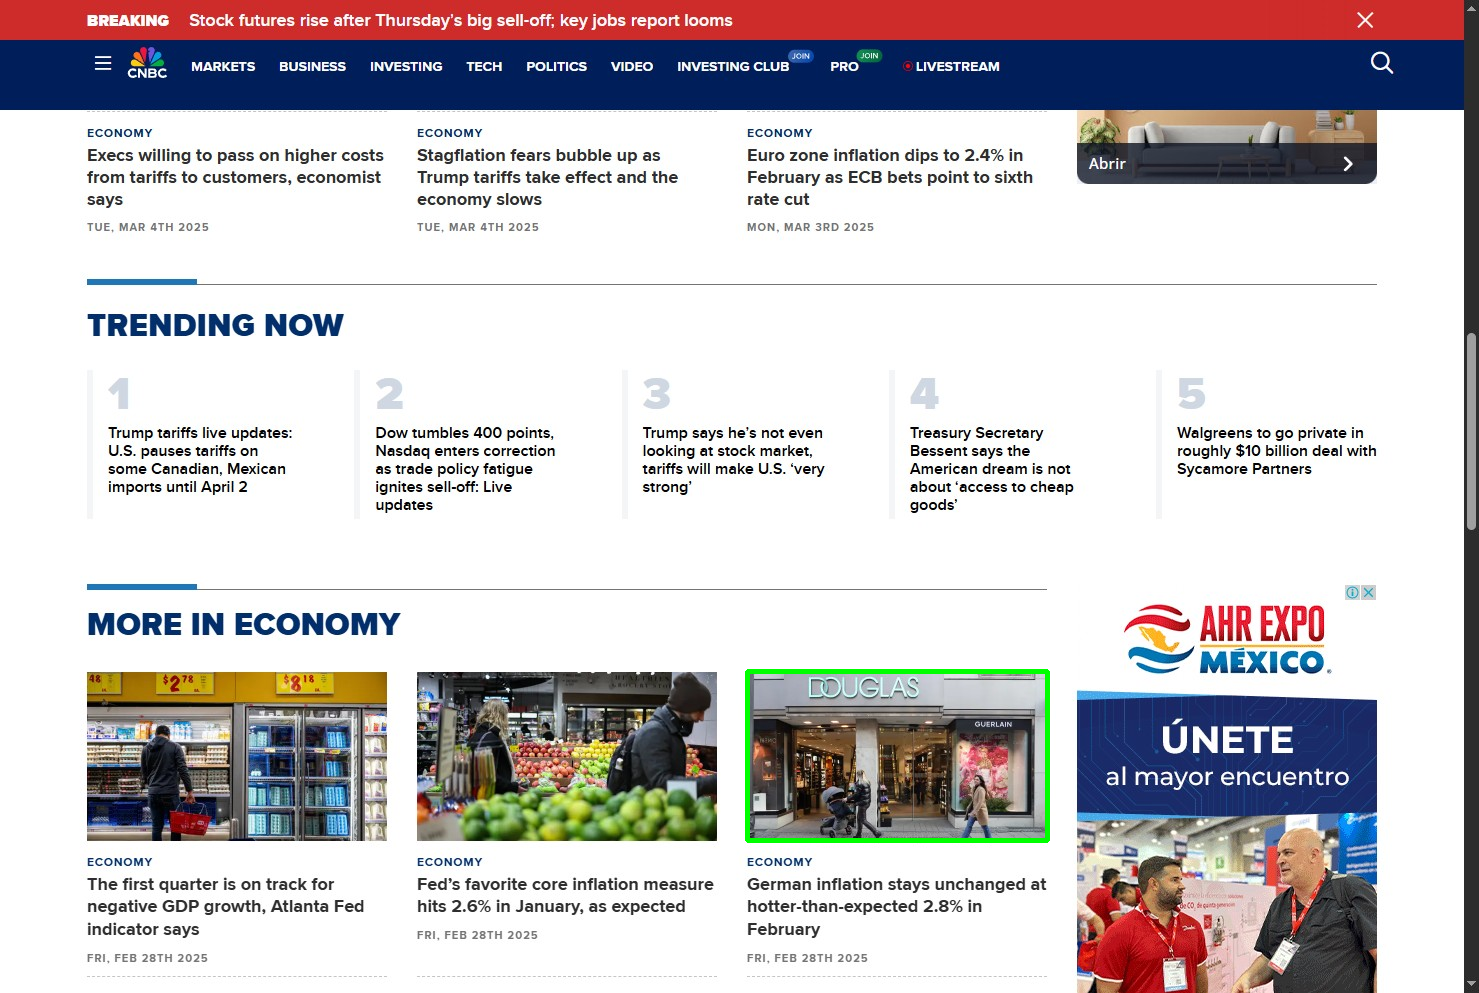 BREAKING Stock futures rise after Thursday's big sell-off; key jobs report looms
CNBC
MARKETS BUSINESS INVESTING TECH POLITICS VIDEO INVESTING CLUB JOIN PRO JOIN LIVESTREAM
ECONOMY
Execs willing to pass on higher costs
from tariffs to customers, economist
says
TUE, MAR 4TH 2025
ECONOMY
Stagflation fears bubble up as
Trump tariffs take effect and the
economy slows
TUE, MAR 4TH 2025
ECONOMY
Euro zone inflation dips to 2.4% in
February as ECB bets point to sixth
rate cut
MON, MAR 3RD 2025
Abrir
TRENDING NOW
1
Trump tariffs live updates:
U.S. pauses tariffs on
some Canadian, Mexican
imports until April 2
2
Dow tumbles 400 points,
Nasdaq enters correction
as trade policy fatigue
ignites sell-off: Live
updates
3
Trump says he's not even
looking at stock market,
tariffs will make U.S. ‘very
strong’
4
Treasury Secretary
Bessent says the
American dream is not
about ‘access to cheap
goods’
5
Walgreens to go private in
roughly $10 billion deal with
Sycamore Partners
MORE IN ECONOMY
$2.78
$8.18
ECONOMY
The first quarter is on track for
negative GDP growth, Atlanta Fed
indicator says
FRI, FEB 28TH 2025
ECONOMY
Fed's favorite core inflation measure
hits 2.6% in January, as expected
FRI, FEB 28TH 2025
DOUGLAS
GUERLAIN
ECONOMY
German inflation stays unchanged at
hotter-than-expected 2.8% in
February
FRI, FEB 28TH 2025
AHR EXPO
MÉXICO
ÚNETE
al mayor encuentro